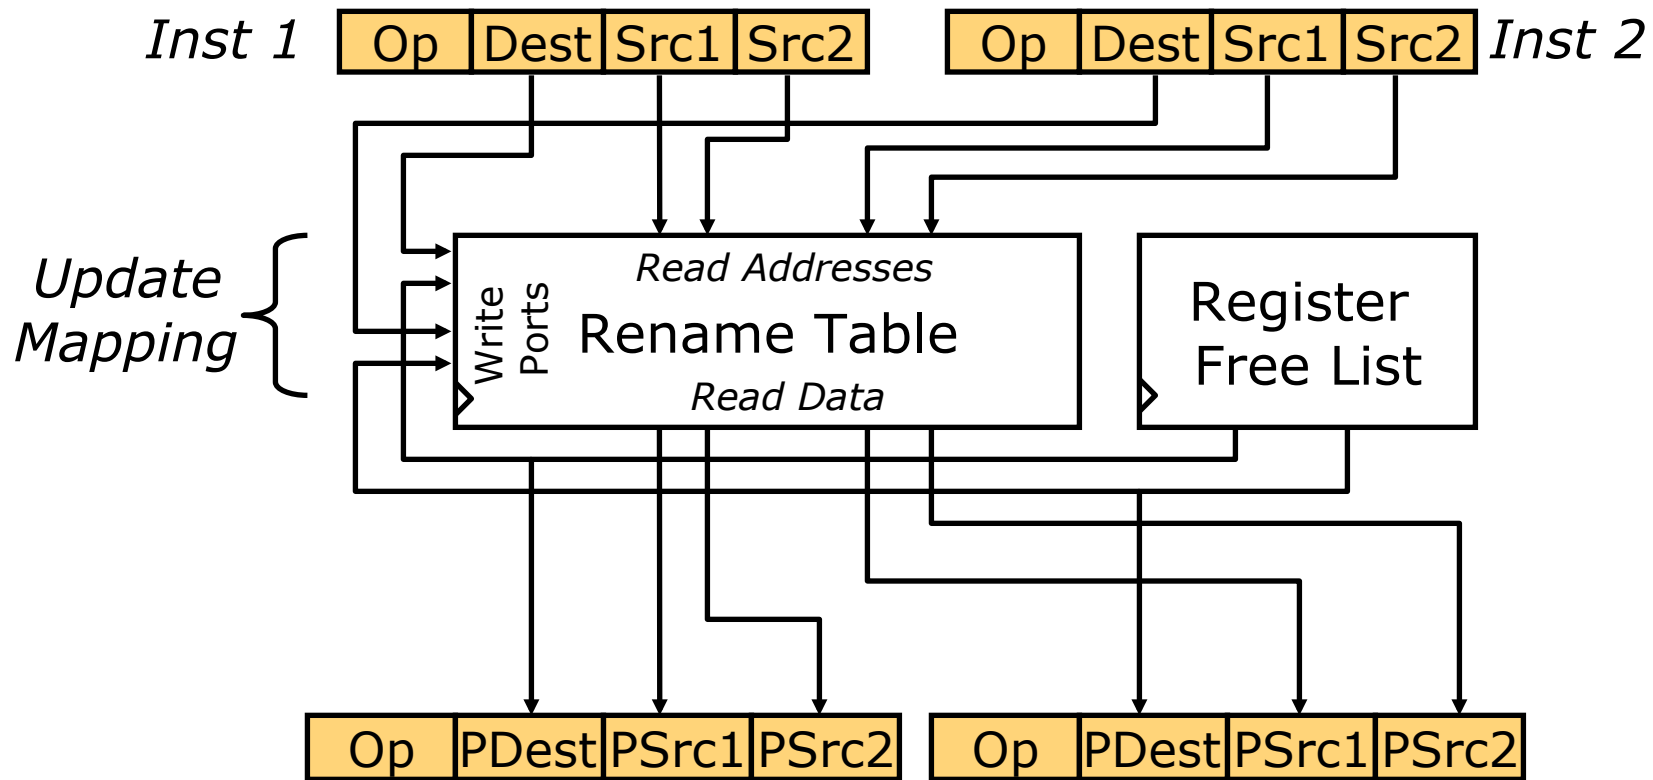 Inst 1 Op Dest Src1 Src2 Op Dest Src1 Src2 Inst 2
Update
Mapping
Write
Ports
Read Addresses
Rename Table
Read Data
Register
Free List
Op PDest PSrc1 PSrc2 Op PDest PSrc1 PSrc2